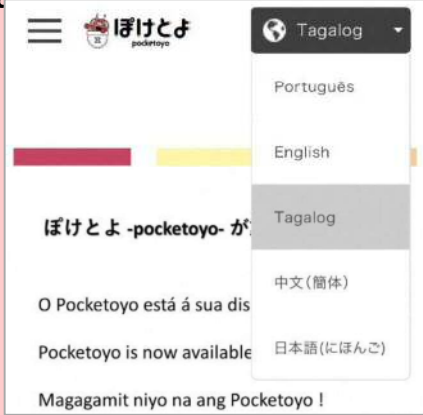 ぽけとよ
pocketoyo
Tagalog
Português
English
Tagalog
中文(簡体)
日本語(にほんご)
ぽけとよ -pocketoyo- が
O Pocketoyo está á sua dis
Pocketoyo is now available
Magagamit niyo na ang Pocketoyo !